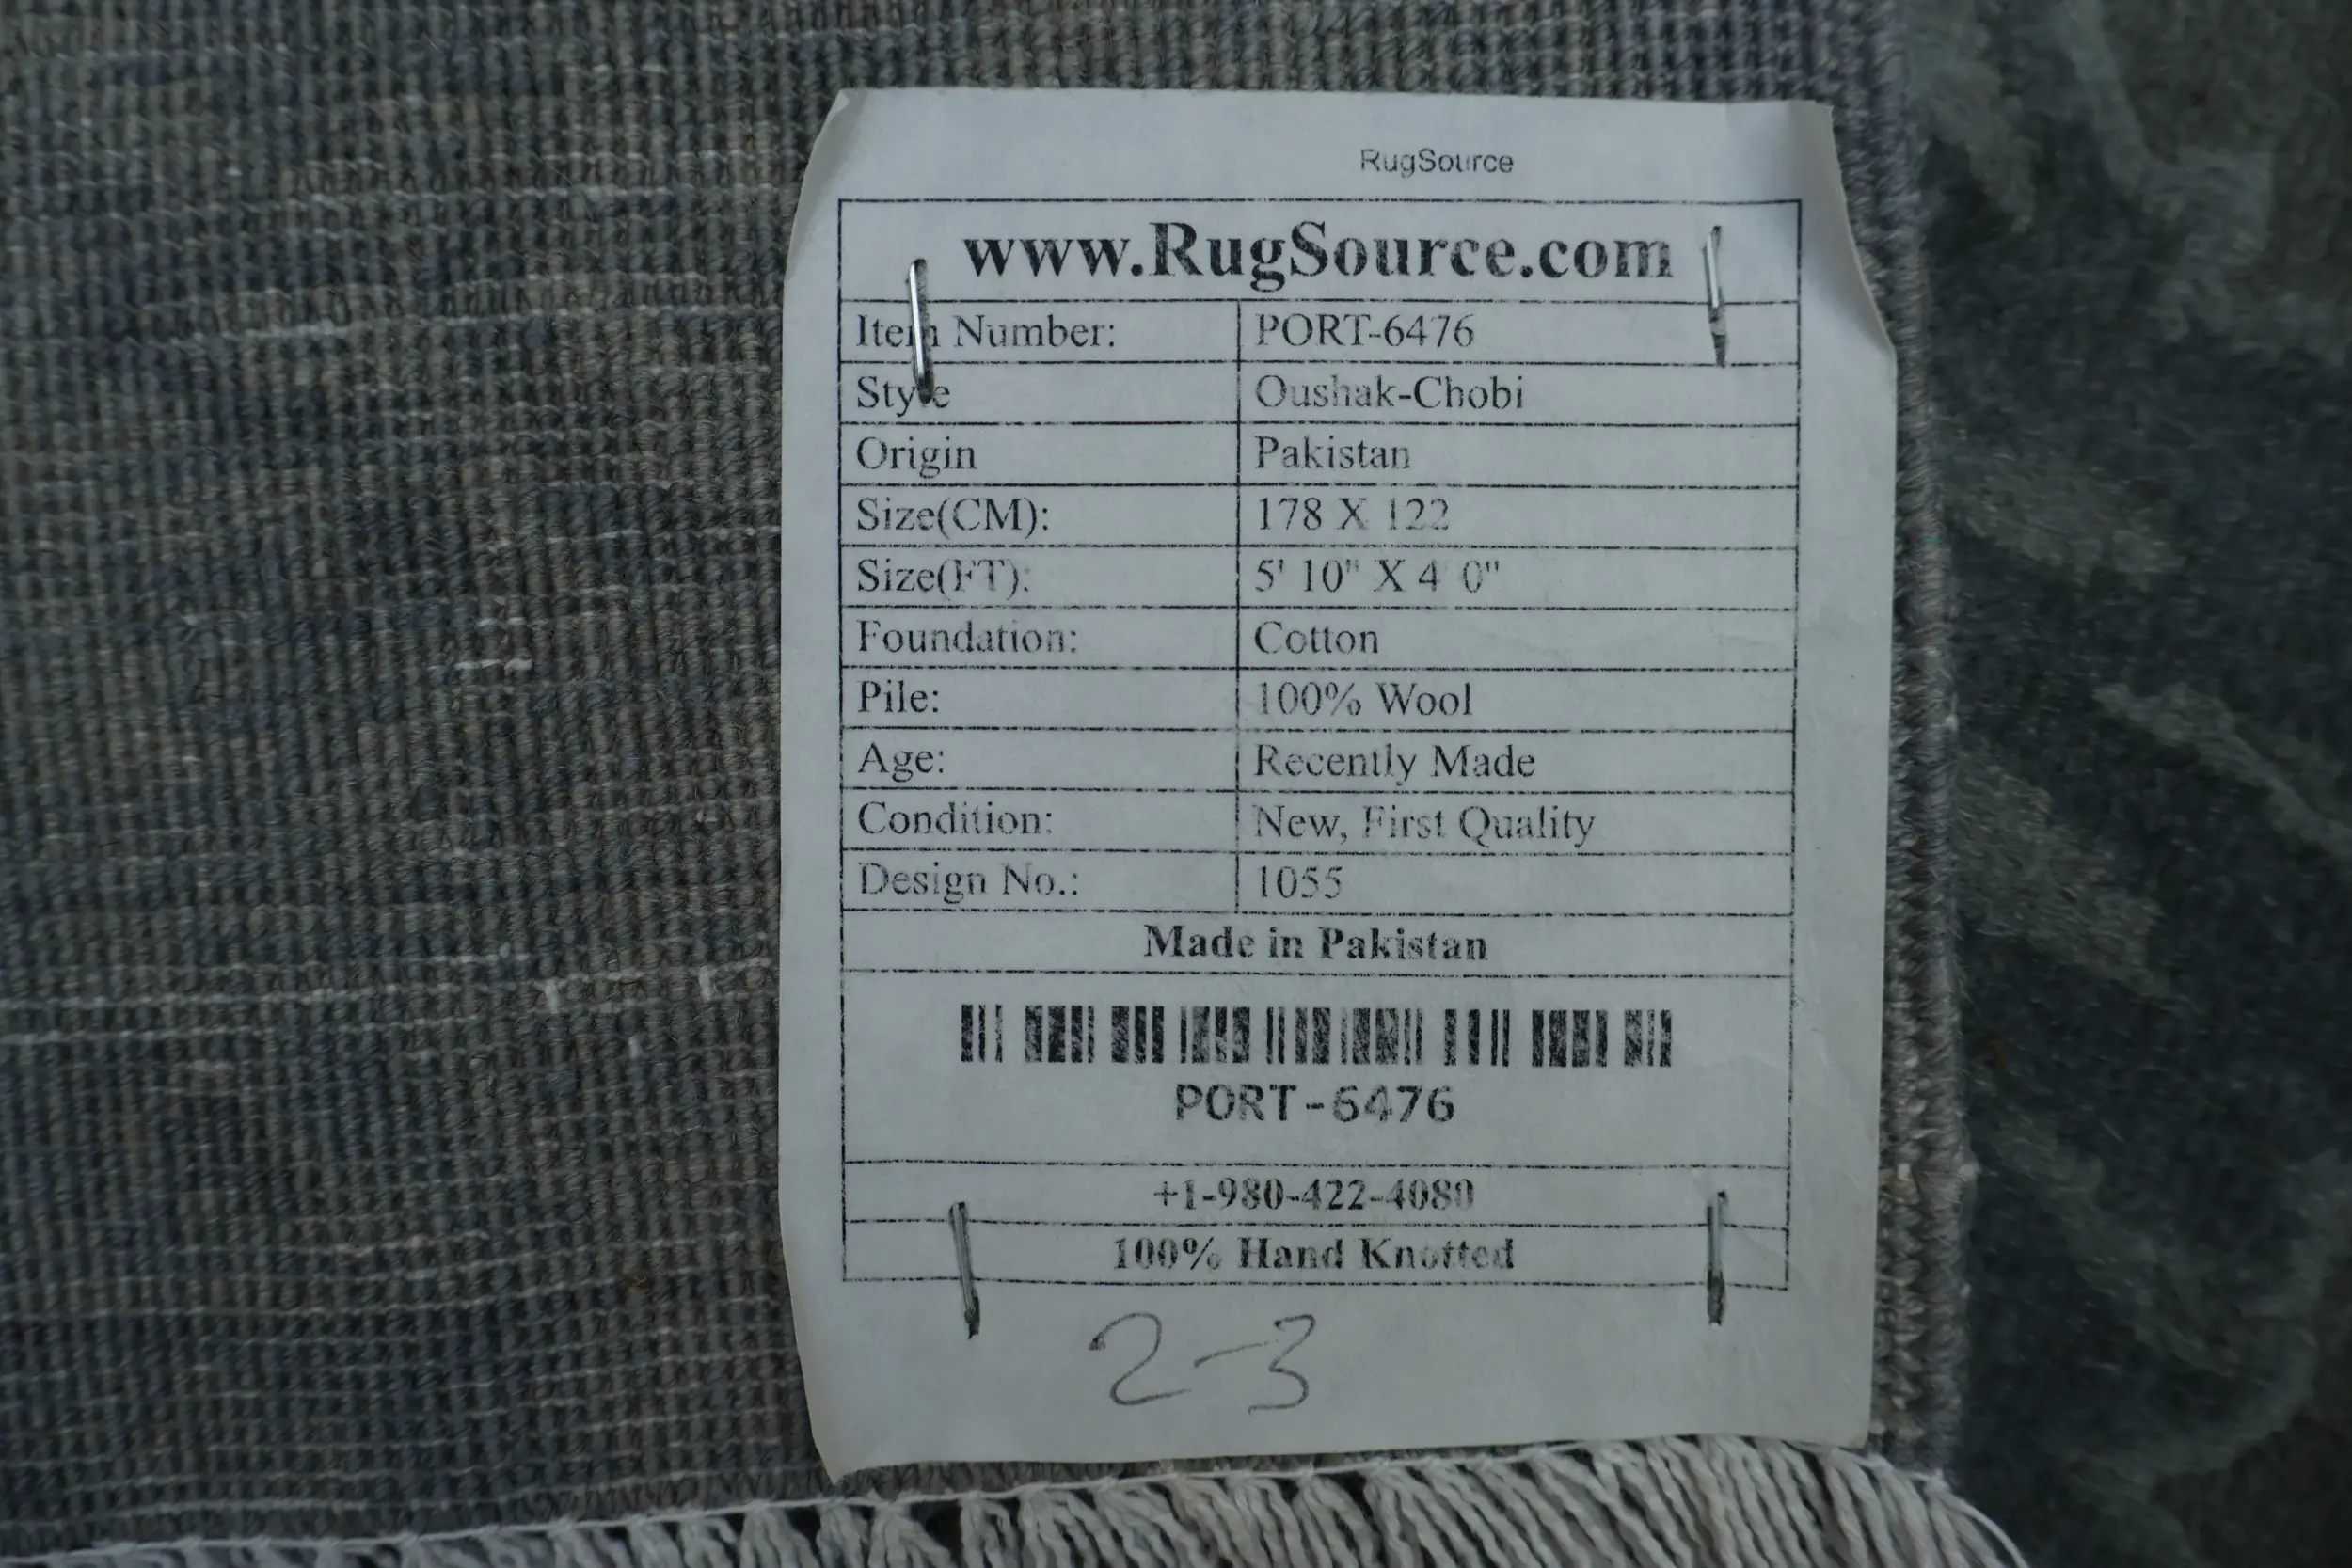 RugSource
www.RugSource.com
Item Number: PORT-6476
Style Oushak-Chobi
Origin Pakistan
Size(CM): 178 X 122
Size(FT): 5' 10" X 4' 0"
Foundation: Cotton
Pile: 100% Wool
Age: Recently Made
Condition: New, First Quality
Design No.: 1055
Made in Pakistan
PORT-6476
+1-980-422-4080
100% Hand Knotted
2-3